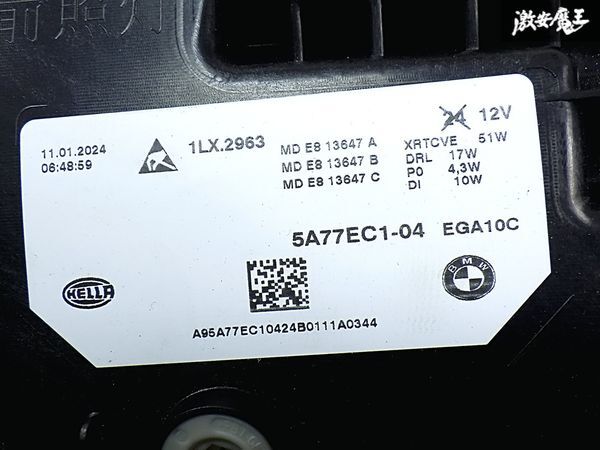 前照灯
激安魔王
11.01.2024
06:48:59
1LX.2963
MD E8 13647 A
MD E8 13647 B
MD E8 13647 C
24 12V
XRTCVE 51W
DRL 17W
PO 4,3W
DI 10W
5A77EC1-04 EGA10C
HELLA
BMW
A95A77EC10424B0111A0344